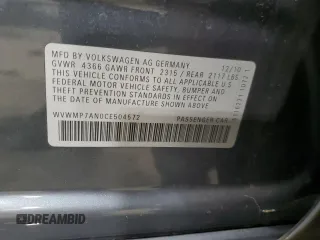 MFD BY VOLKSWAGEN AG GERMANY 12/10
GVWR 4366 GAWR FRONT 2315 / REAR 2117 LBS
CONFORMS TO ALL APPLICABLE U S
FEDERAL MOTOR VEHICLE SAFETY, BUMPER
AND THEFT PREVENTION STANDARDS IN EFFECT
ON THE DATE OF MANUFACTURE SHOWN ABOVE
WVWMP7AN0CE504672 PASSENGER CAR
DREAMBID